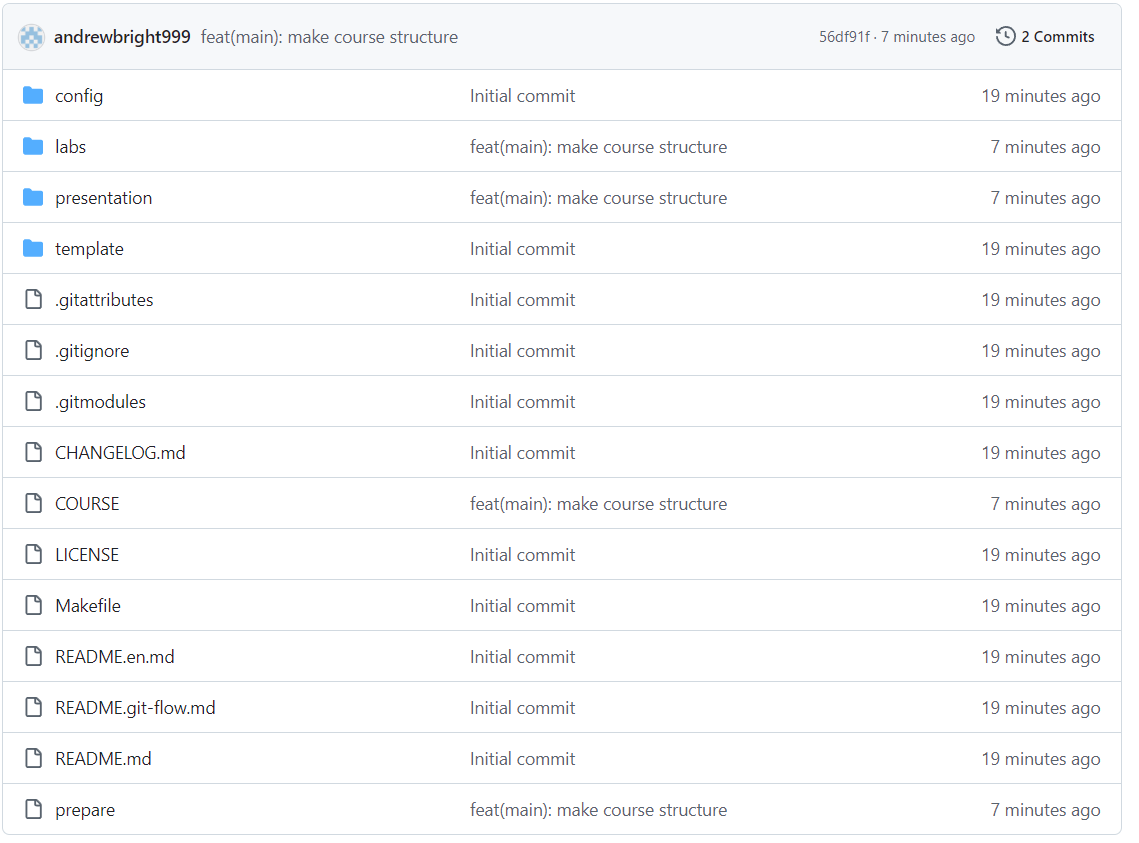 andrewbright999 feat(main): make course structure 56df91f · 7 minutes ago 2 Commits
config Initial commit 19 minutes ago
labs feat(main): make course structure 7 minutes ago
presentation feat(main): make course structure 7 minutes ago
template Initial commit 19 minutes ago
.gitattributes Initial commit 19 minutes ago
.gitignore Initial commit 19 minutes ago
.gitmodules Initial commit 19 minutes ago
CHANGELOG.md Initial commit 19 minutes ago
COURSE feat(main): make course structure 7 minutes ago
LICENSE Initial commit 19 minutes ago
Makefile Initial commit 19 minutes ago
README.en.md Initial commit 19 minutes ago
README.git-flow.md Initial commit 19 minutes ago
README.md Initial commit 19 minutes ago
prepare feat(main): make course structure 7 minutes ago